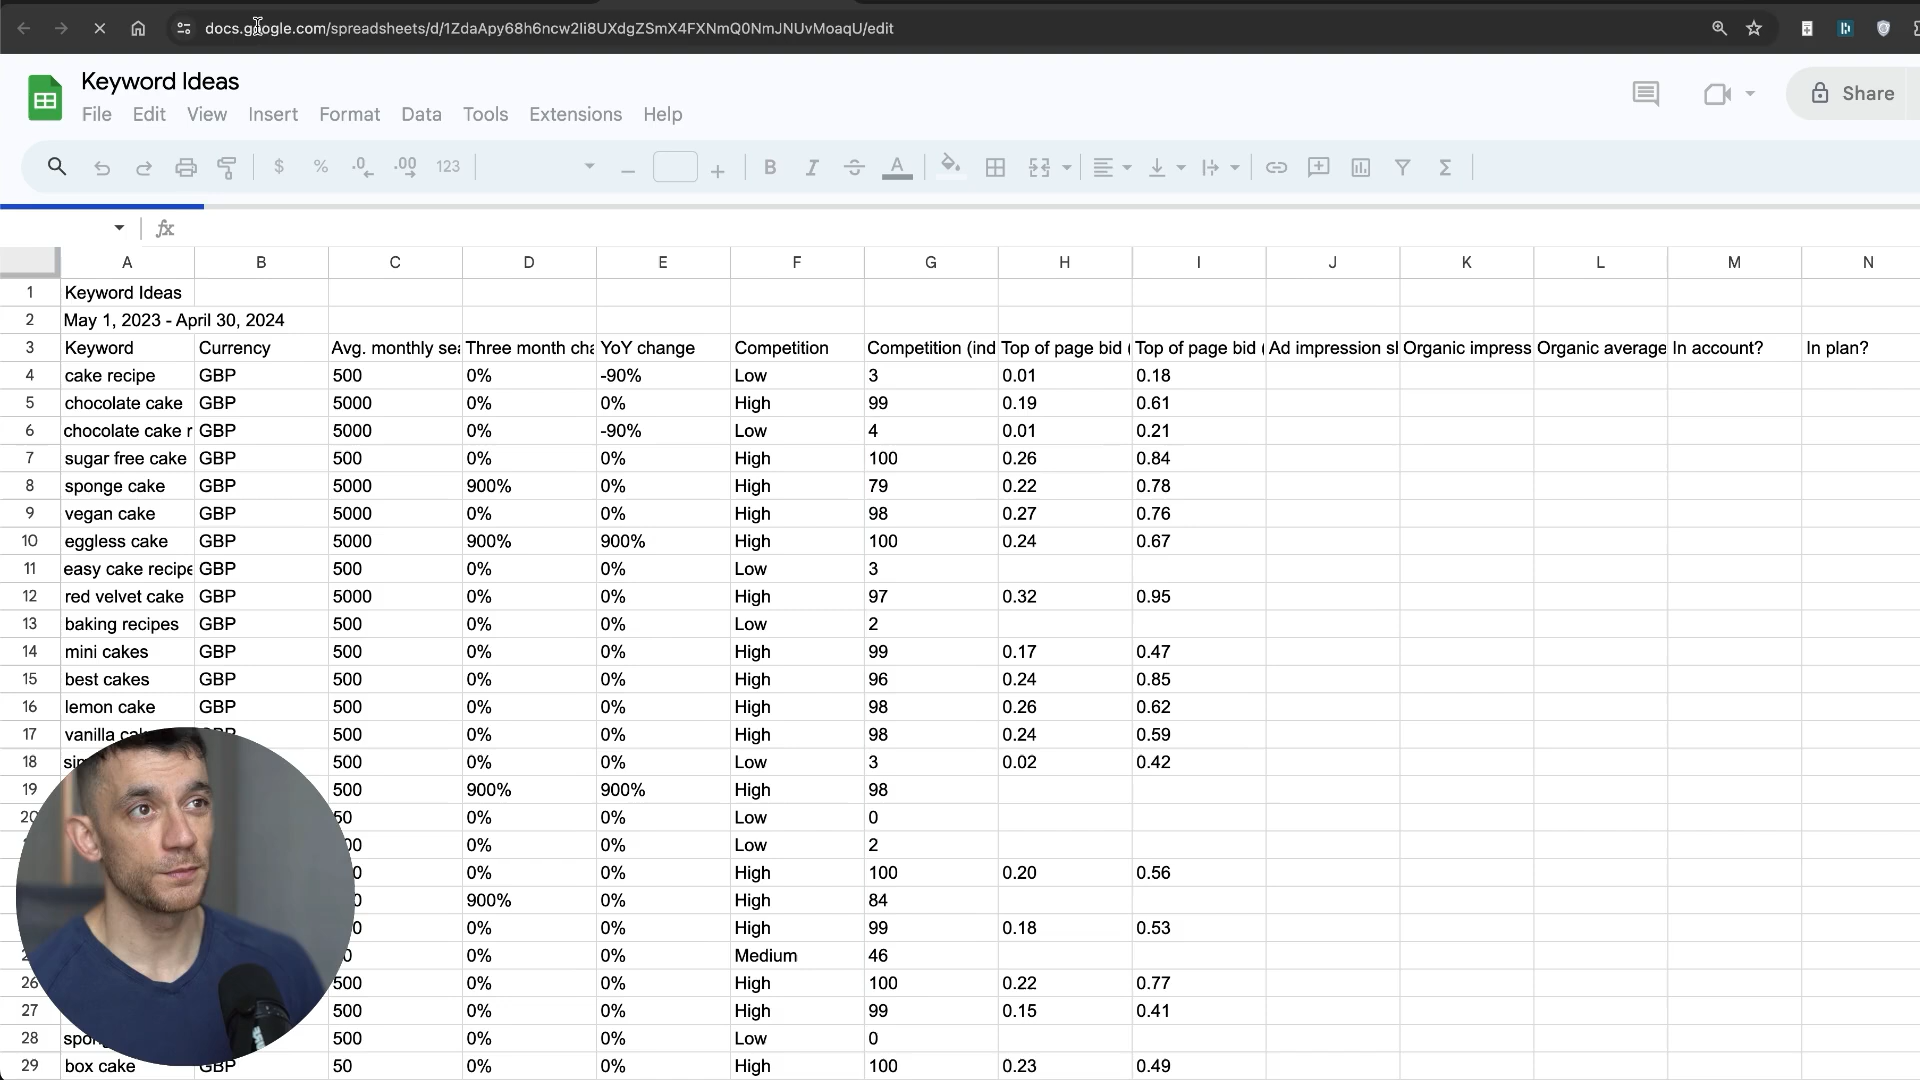 docs.google.com/spreadsheets/d/1ZdaApy68h6ncw2Ii8UXdgZSmX4FXNmQ0NmJNUvMoaqU/edit
Keyword Ideas
File Edit View Insert Format Data Tools Extensions Help
Share
$ % .0 .00 123 B I S A
fx
A B C D E F G H I J K L M N
1 Keyword Ideas
2 May 1, 2023 - April 30, 2024
3 Keyword Currency Avg. monthly sea Three month cha YoY change Competition Competition (ind Top of page bid ( Top of page bid ( Ad impression sl Organic impress Organic average In account? In plan?
4 cake recipe GBP 500 0% -90% Low 3 0.01 0.18
5 chocolate cake GBP 5000 0% 0% High 99 0.19 0.61
6 chocolate cake r GBP 5000 0% -90% Low 4 0.01 0.21
7 sugar free cake GBP 500 0% 0% High 100 0.26 0.84
8 sponge cake GBP 5000 900% 0% High 79 0.22 0.78
9 vegan cake GBP 5000 0% 0% High 98 0.27 0.76
10 eggless cake GBP 5000 900% 900% High 100 0.24 0.67
11 easy cake recipe GBP 500 0% 0% Low 3
12 red velvet cake GBP 5000 0% 0% High 97 0.32 0.95
13 baking recipes GBP 500 0% 0% Low 2
14 mini cakes GBP 500 0% 0% High 99 0.17 0.47
15 best cakes GBP 500 0% 0% High 96 0.24 0.85
16 lemon cake GBP 500 0% 0% High 98 0.26 0.62
17 vanilla 500 0% 0% High 98 0.24 0.59
18 500 0% 0% Low 3 0.02 0.42
19 500 900% 900% High 98
20 50 0% 0% Low 0
0% 0% Low 2
0% 0% High 100 0.20 0.56
900% 0% High 84
0% 0% High 99 0.18 0.53
0% 0% Medium 46
26 500 0% 0% High 100 0.22 0.77
27 500 0% 0% High 99 0.15 0.41
28 500 0% 0% Low 0
29 box cake GBP 50 0% 0% High 100 0.23 0.49